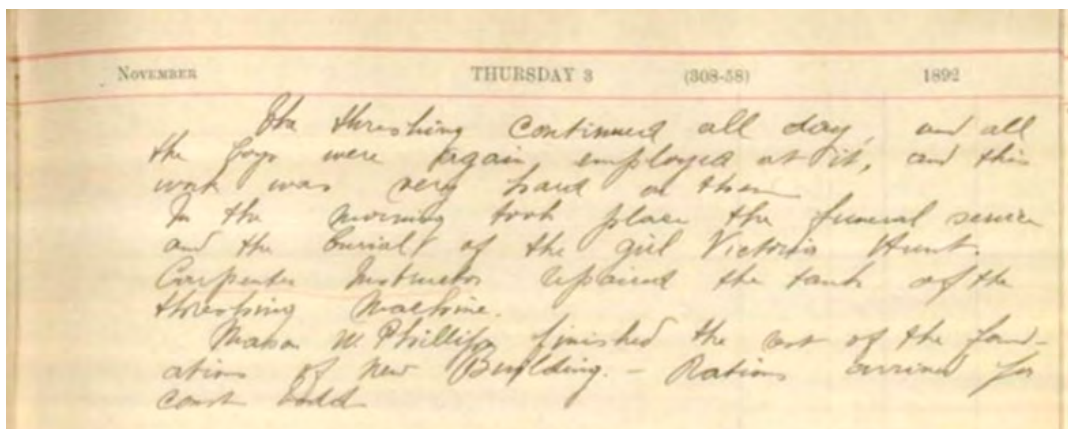 NOVEMBER THURSDAY 3 (308-58) 1892
The threshing continued all day, and all
the boys were again employed at it, and this
work was very hard on them
In the morning took place the funeral service
and the burial of the girl Victoria Hunt.
Carpenter Instructor repaired the tank of the
threshing machine.
Mason W. Phillips finished the rest of the found-
ations of New Building. – Rations arrived for